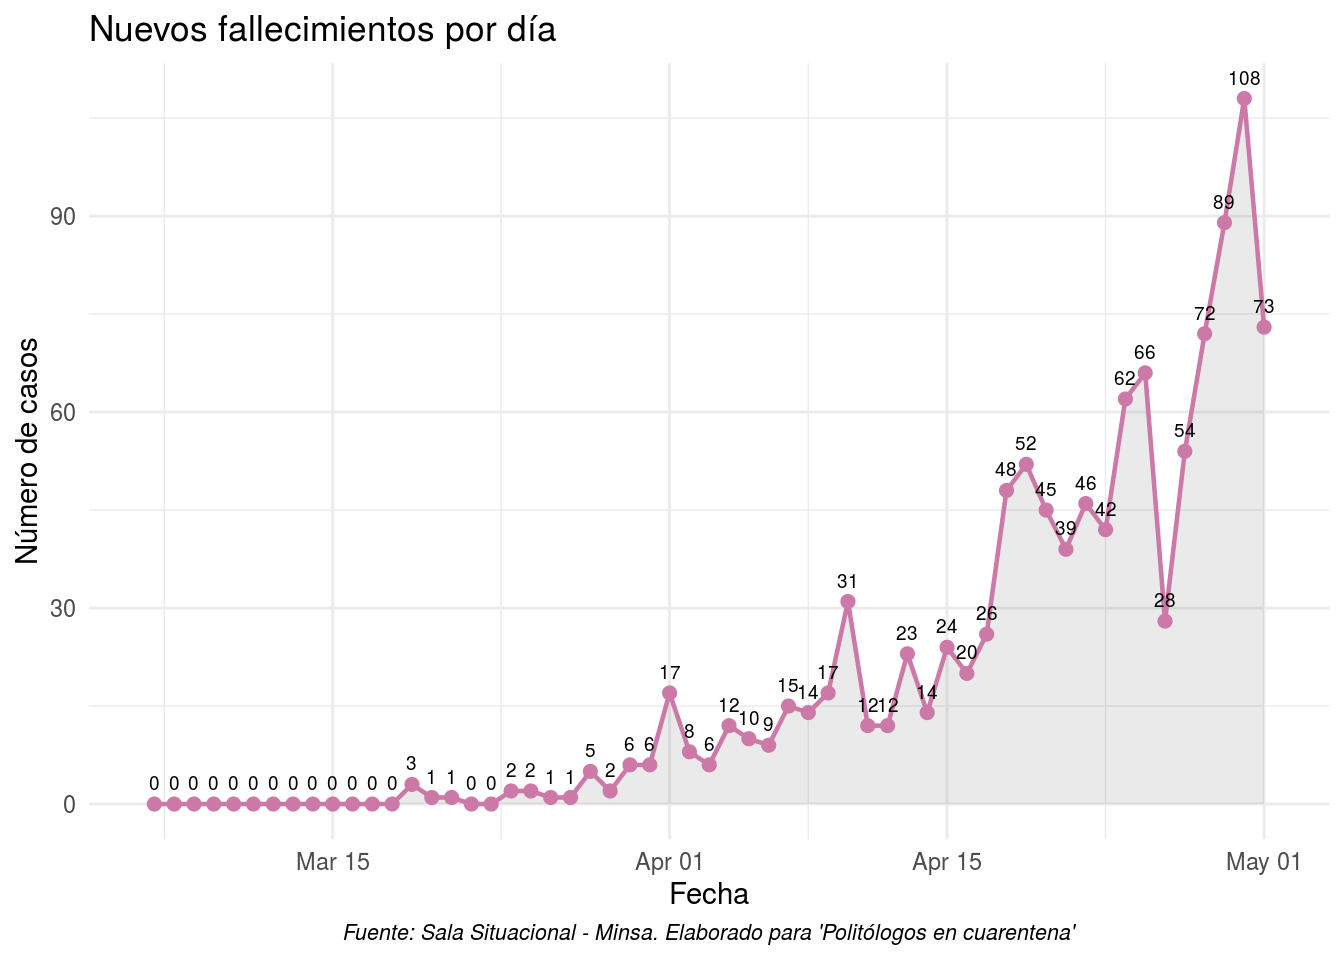 Nuevos fallecimientos por día
Número de casos
90
60
30
0
0 0 0 0 0 0 0 0 0 0 0 0 0 3 1 1 0 0 2 2 1 1 5 2 6 6 17 8 6 12 10 9 15 14 17 31 12 12 23 14 24 20 26 48 52 45 39 46 42 62 66 28 54 72 89 108 73
Mar 15 Apr 01 Apr 15 May 01
Fecha
Fuente: Sala Situacional - Minsa. Elaborado para 'Politólogos en cuarentena'